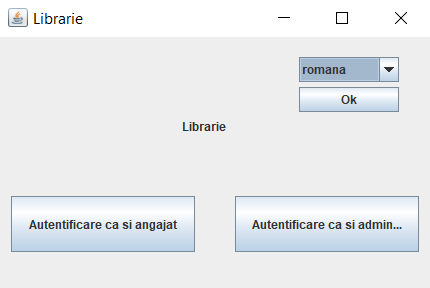 Librarie
romana
Ok
Librarie
Autentificare ca si angajat
Autentificare ca si admin...